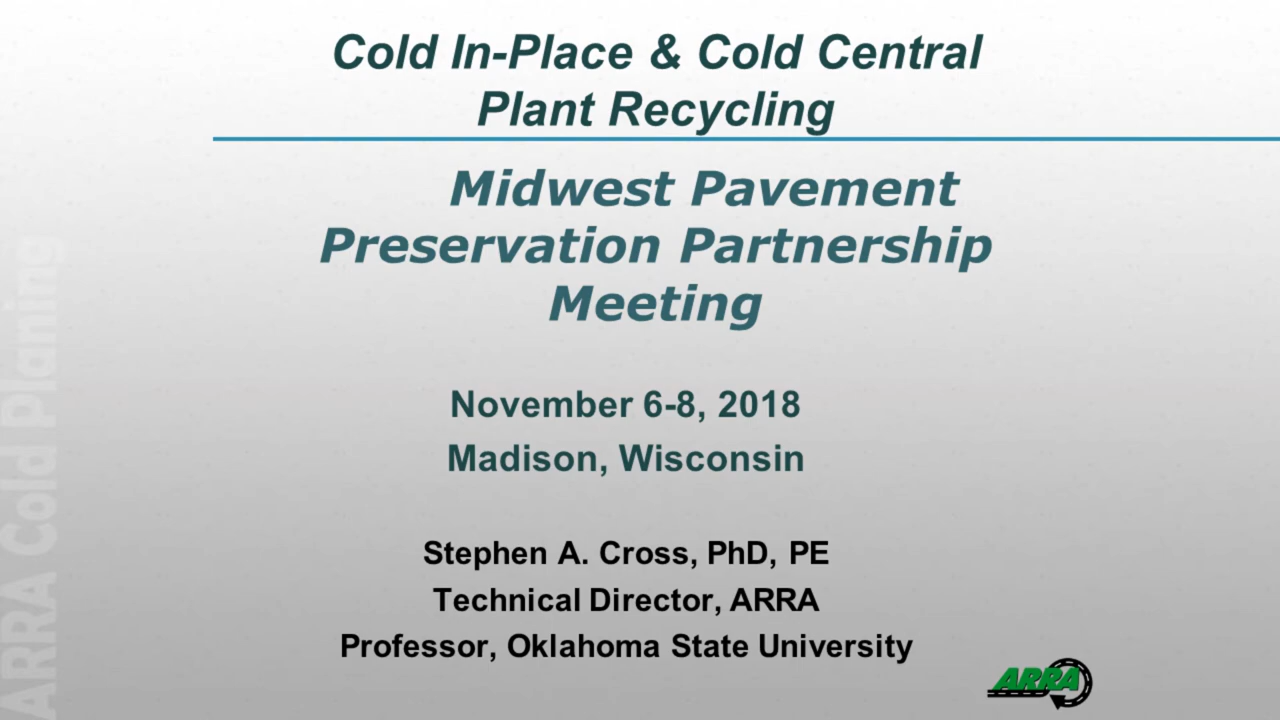 Cold In-Place & Cold Central
Plant Recycling
Midwest Pavement
Preservation Partnership
Meeting
November 6-8, 2018
Madison, Wisconsin
Stephen A. Cross, PhD, PE
Technical Director, ARRA
Professor, Oklahoma State University
ARRA Cold Planing
ARRA